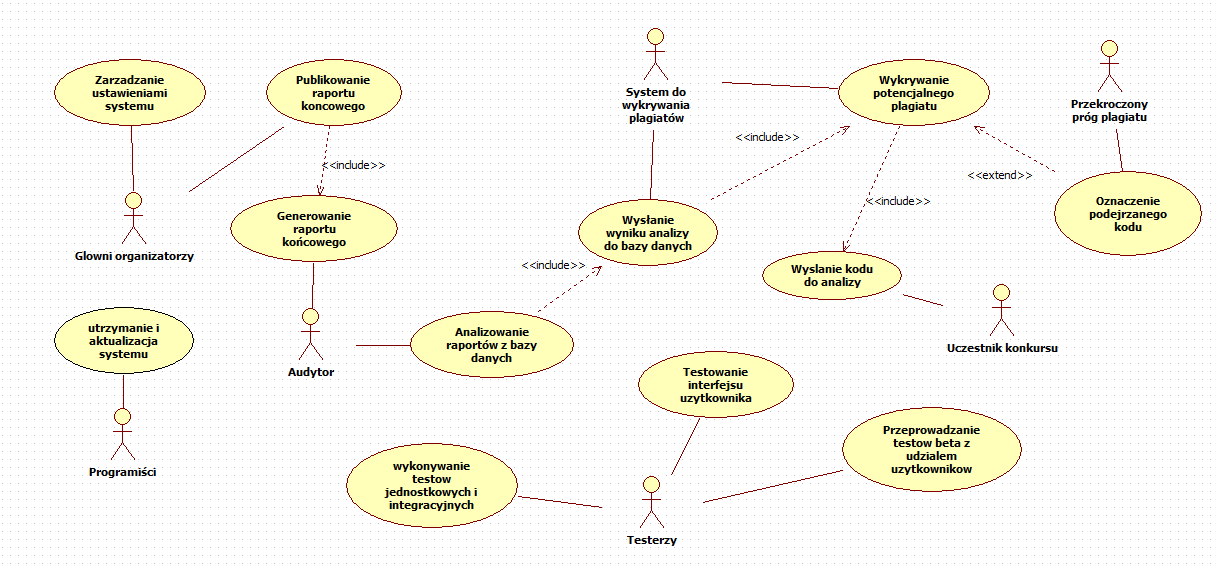 Zarzadzanie
ustawieniami
systemu
Publikowanie
raportu
koncowego
System do
wykrywania
plagiatów
Wykrywanie
potencjalnego
plagiatu
Przekroczony
próg plagiatu
<<include>>
<<include>>
<<extend>>
<<include>>
Glowni organizatorzy
Generowanie
raportu
końcowego
Wysłanie
wyniku analizy
do bazy danych
Oznaczenie
podejrzanego
kodu
<<include>>
Wyslanie kodu
do analizy
utrzymanie i
aktualizacja
systemu
Audytor
Analizowanie
raportów z bazy
danych
Uczestnik konkursu
Programiści
Testowanie
interfejsu
uzytkownika
wykonywanie
testow
jednostkowych i
integracyjnych
Przeprowadzanie
testow beta z
udzialem
uzytkownikow
Testerzy